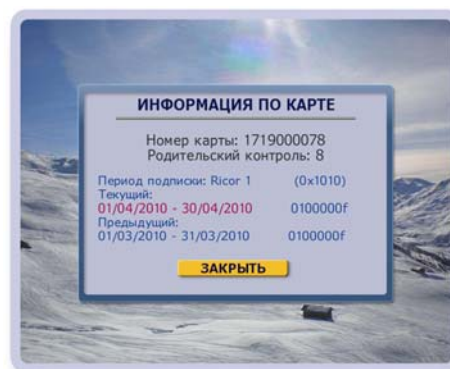 ИНФОРМАЦИЯ ПО КАРТЕ
Номер карты: 1719000078
Родительский контроль: 8
Период подписки: Ricor 1 (0x1010)
Текущий:
01/04/2010 - 30/04/2010 0100000f
Предыдущий:
01/03/2010 - 31/03/2010 0100000f
ЗАКРЫТЬ